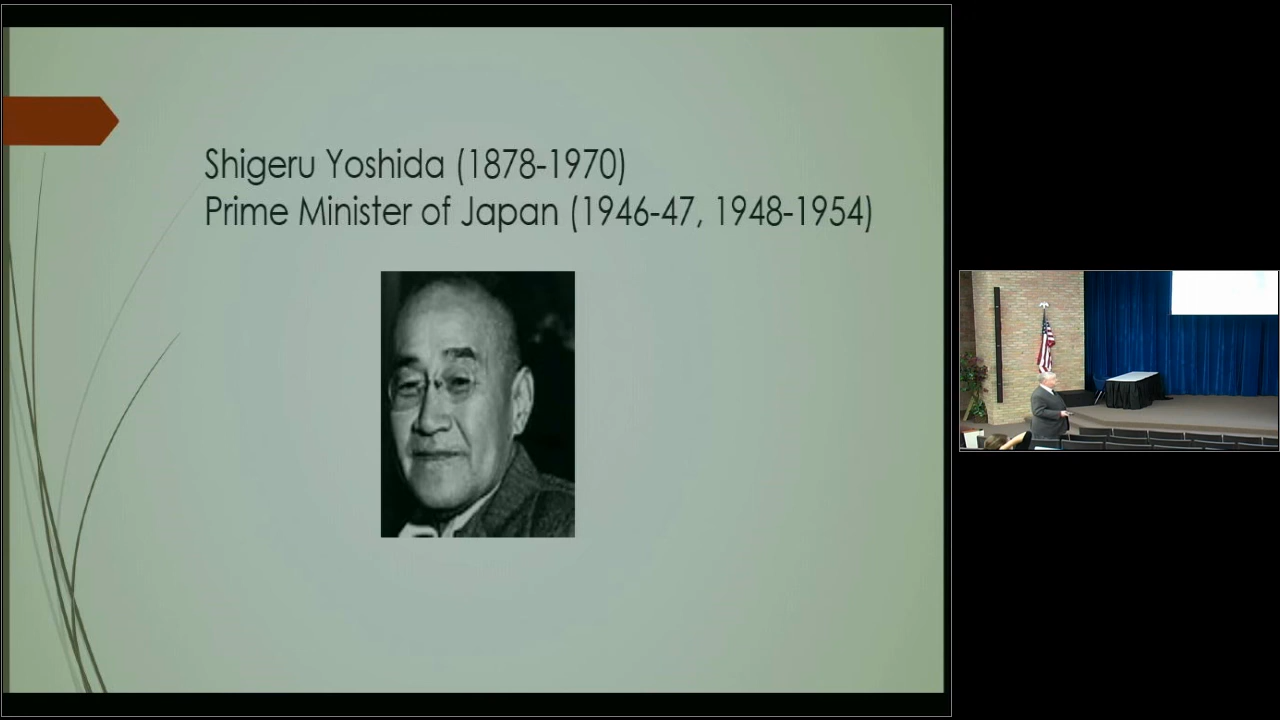 Shigeru Yoshida (1878-1970)
Prime Minister of Japan (1946-47, 1948-1954)